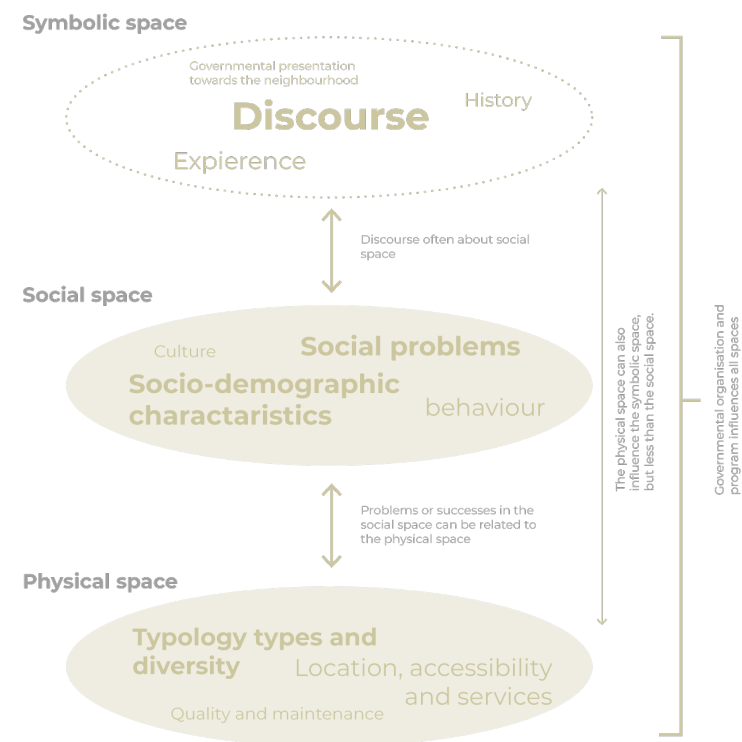 Symbolic space
Governmental presentation
towards the neighbourhood
History
Discourse
Expierence
Discourse often about social
space
Social space
Culture
Social problems
Socio-demographic
charactaristics
behaviour
Problems or successes in the
social space can be related to
the physical space
Physical space
Typology types and
diversity
Location, accessibility
and services
Quality and maintenance
The physical space can also
influence the symbolic space,
but less than the social space.
Governmental organisation and
program influences all spaces